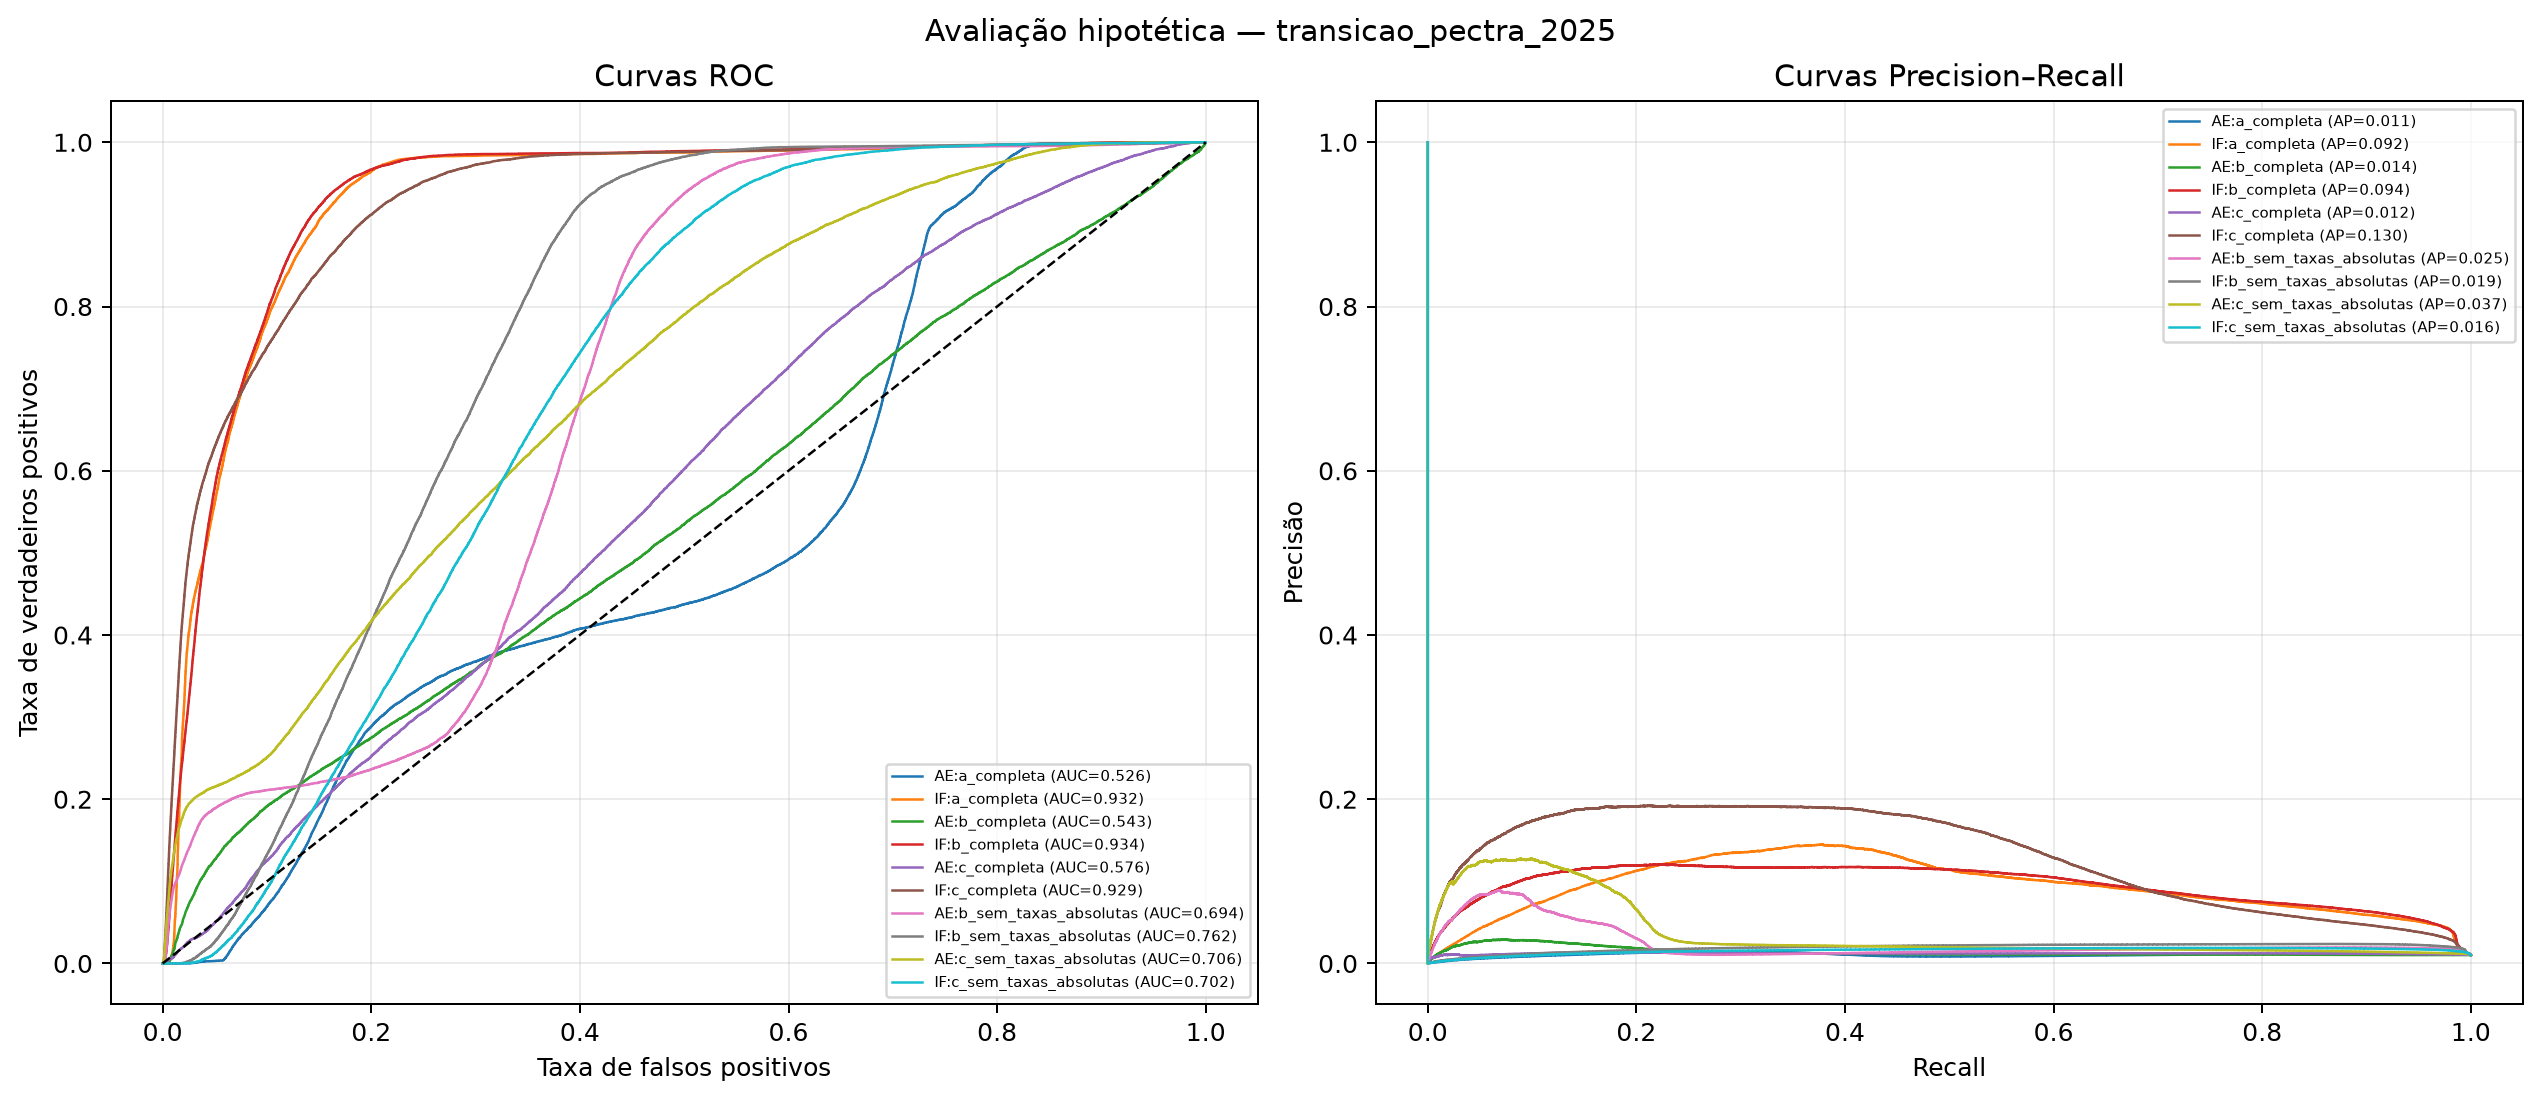 Avaliação hipotética — transicao_pectra_2025
Curvas ROC
Taxa de verdadeiros positivos
1.0
0.8
0.6
0.4
0.2
0.0
0.0 0.2 0.4 0.6 0.8 1.0
Taxa de falsos positivos
AE:a_completa (AUC=0.526)
IF:a_completa (AUC=0.932)
AE:b_completa (AUC=0.543)
IF:b_completa (AUC=0.934)
AE:c_completa (AUC=0.576)
IF:c_completa (AUC=0.929)
AE:b_sem_taxas_absolutas (AUC=0.694)
IF:b_sem_taxas_absolutas (AUC=0.762)
AE:c_sem_taxas_absolutas (AUC=0.706)
IF:c_sem_taxas_absolutas (AUC=0.702)
Curvas Precision–Recall
Precisão
1.0
0.8
0.6
0.4
0.2
0.0
0.0 0.2 0.4 0.6 0.8 1.0
Recall
AE:a_completa (AP=0.011)
IF:a_completa (AP=0.092)
AE:b_completa (AP=0.014)
IF:b_completa (AP=0.094)
AE:c_completa (AP=0.012)
IF:c_completa (AP=0.130)
AE:b_sem_taxas_absolutas (AP=0.025)
IF:b_sem_taxas_absolutas (AP=0.019)
AE:c_sem_taxas_absolutas (AP=0.037)
IF:c_sem_taxas_absolutas (AP=0.016)